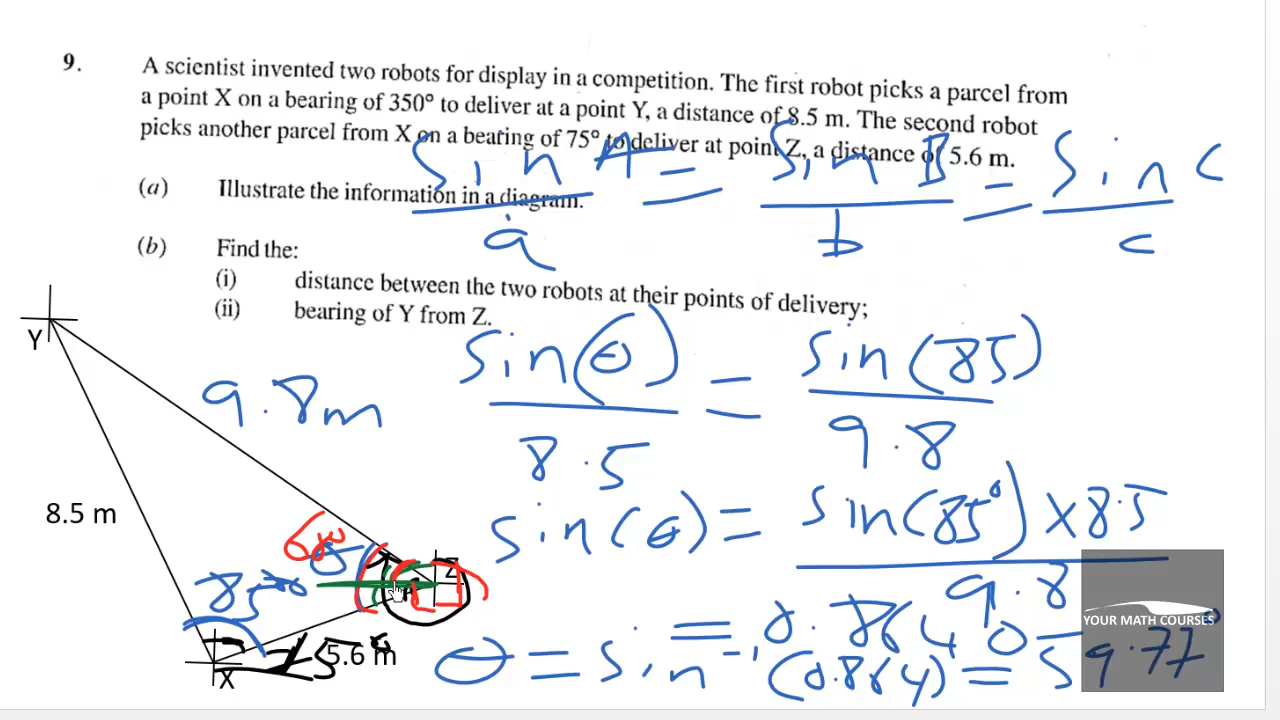 9. A scientist invented two robots for display in a competition. The first robot picks a parcel from
a point X on a bearing of 350° to deliver at a point Y, a distance of 8.5 m. The second robot
picks another parcel from X on a bearing of 75° to deliver at point Z, a distance of 5.6 m.
Sin A = Sin B = Sin C
a b c
(a) Illustrate the information in a diagram.
(b) Find the:
(i) distance between the two robots at their points of delivery;
(ii) bearing of Y from Z.
Y
sin(θ) = sin(85)
8.5 9.8
9.8m
8.5 m
sin(θ) = sin(85°) x 8.5
9.8
60°
Z
85°
= 0.8640
YOUR MATH COURSES
X
75°
5.6 m
θ = sin⁻¹(0.864) = 59.77°